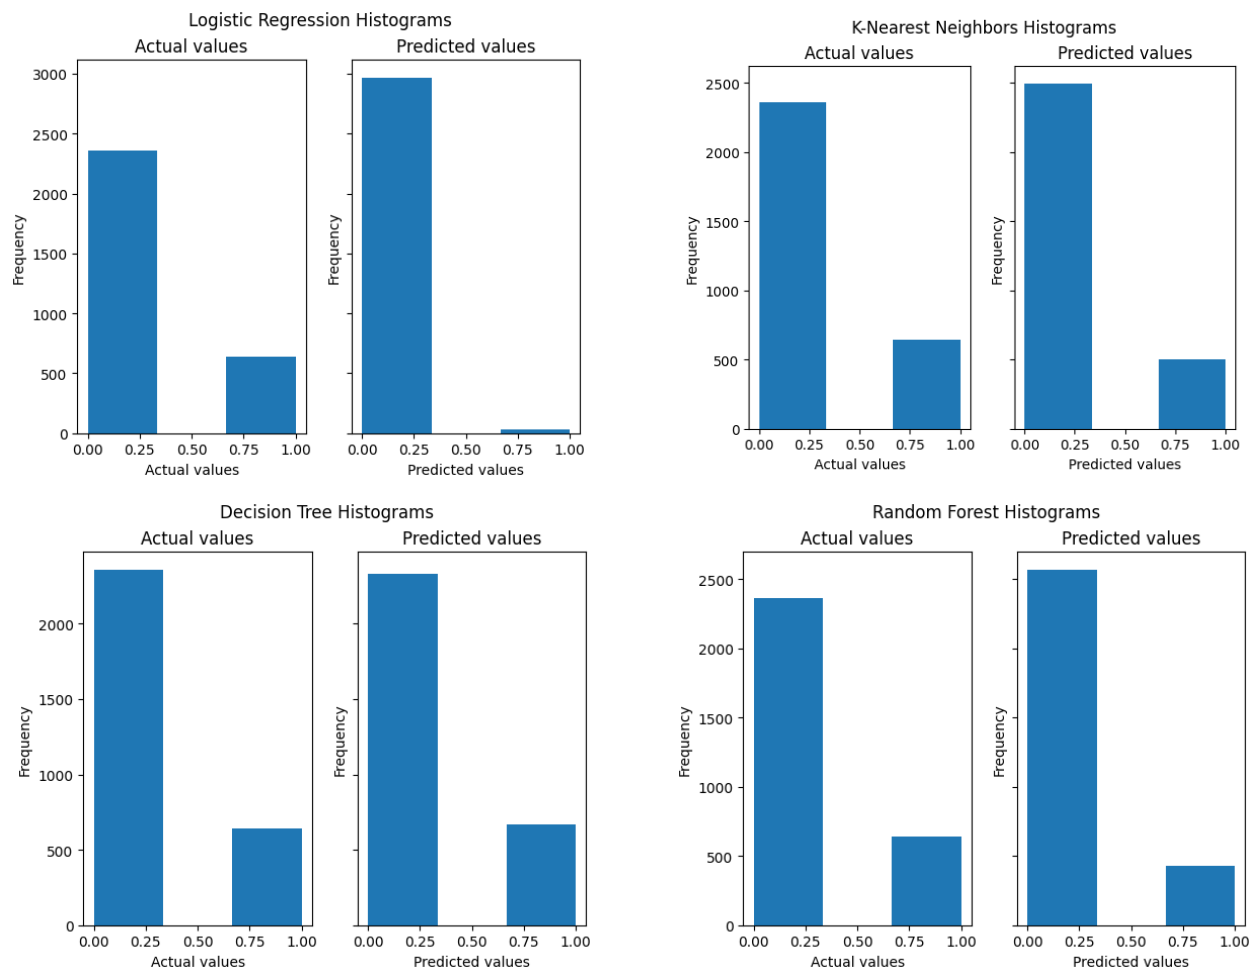 Logistic Regression Histograms
Actual values
Predicted values
3000
2500
2000
1500
1000
500
0
Frequency
Frequency
0.00 0.25 0.50 0.75 1.00
0.00 0.25 0.50 0.75 1.00
Actual values
Predicted values
K-Nearest Neighbors Histograms
Actual values
Predicted values
2500
2000
1500
1000
500
0
Frequency
Frequency
0.00 0.25 0.50 0.75 1.00
0.00 0.25 0.50 0.75 1.00
Actual values
Predicted values
Decision Tree Histograms
Actual values
Predicted values
2000
1500
1000
500
0
Frequency
Frequency
0.00 0.25 0.50 0.75 1.00
0.00 0.25 0.50 0.75 1.00
Actual values
Predicted values
Random Forest Histograms
Actual values
Predicted values
2500
2000
1500
1000
500
0
Frequency
Frequency
0.00 0.25 0.50 0.75 1.00
0.00 0.25 0.50 0.75 1.00
Actual values
Predicted values